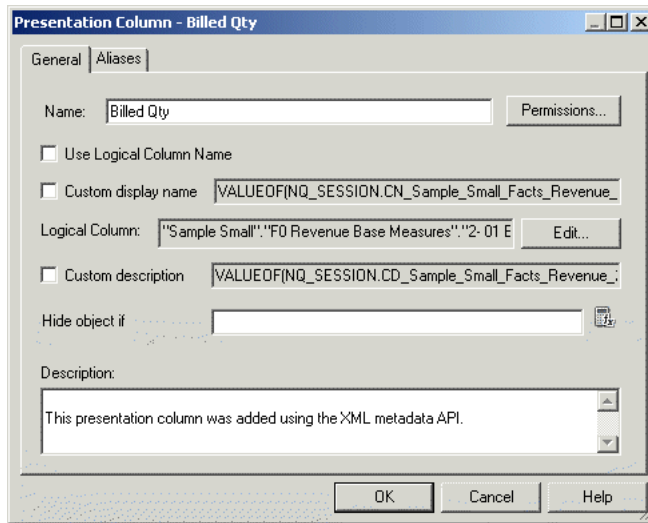 Presentation Column - Billed Qty
General Aliases
Name: Billed Qty Permissions...
Use Logical Column Name
Custom display name VALUEOF(NQ_SESSION.CN_Sample_Small_Facts_Revenue_
Logical Column: "Sample Small"."F0 Revenue Base Measures"."2- 01 B Edit...
Custom description VALUEOF(NQ_SESSION.CD_Sample_Small_Facts_Revenue_
Hide object if
Description:
This presentation column was added using the XML metadata API.
OK Cancel Help